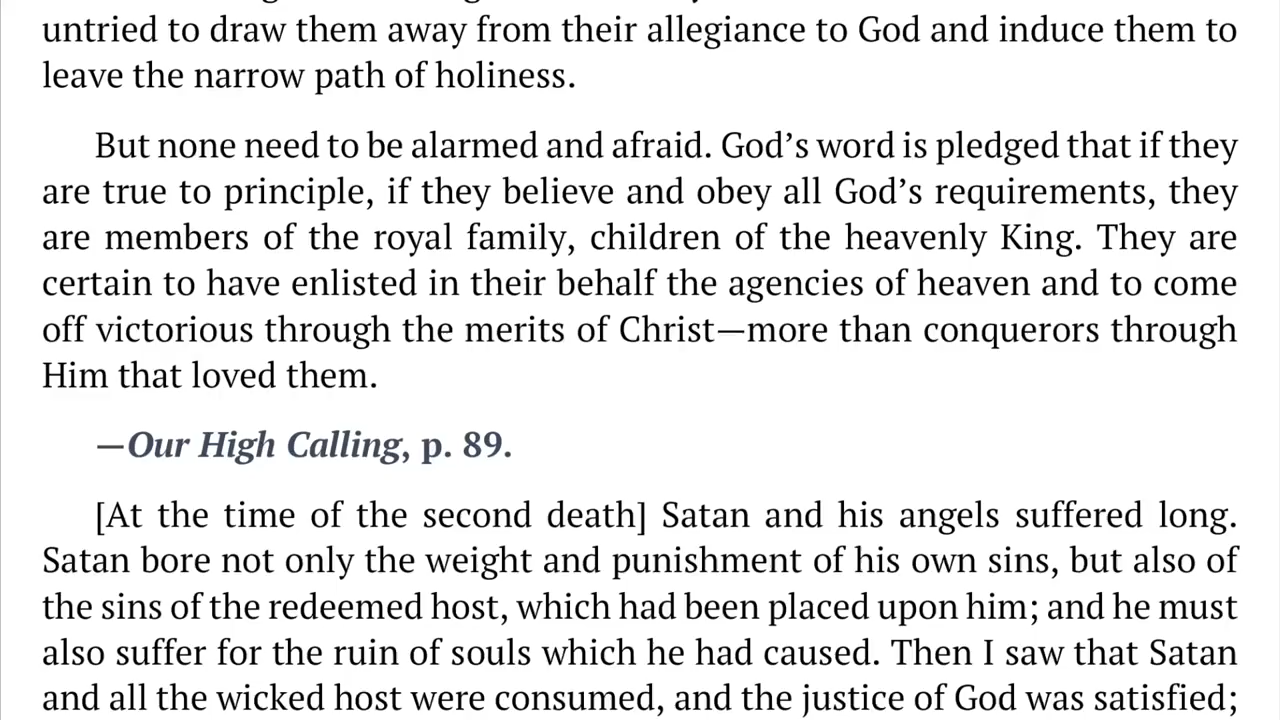 untried to draw them away from their allegiance to God and induce them to
leave the narrow path of holiness.
But none need to be alarmed and afraid. God’s word is pledged that if they
are true to principle, if they believe and obey all God’s requirements, they
are members of the royal family, children of the heavenly King. They are
certain to have enlisted in their behalf the agencies of heaven and to come
off victorious through the merits of Christ—more than conquerors through
Him that loved them.
—Our High Calling, p. 89.
[At the time of the second death] Satan and his angels suffered long.
Satan bore not only the weight and punishment of his own sins, but also of
the sins of the redeemed host, which had been placed upon him; and he must
also suffer for the ruin of souls which he had caused. Then I saw that Satan
and all the wicked host were consumed, and the justice of God was satisfied;